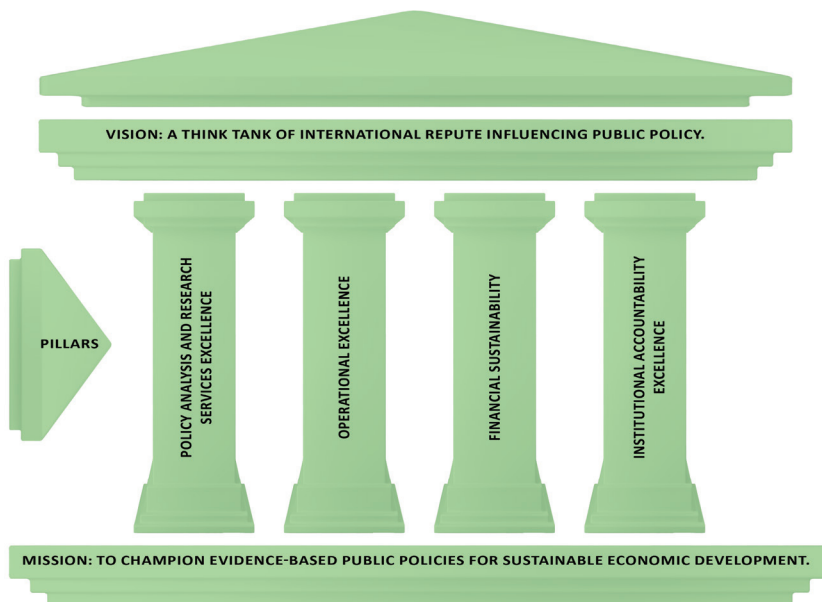 VISION: A THINK TANK OF INTERNATIONAL REPUTE INFLUENCING PUBLIC POLICY.
PILLARS
POLICY ANALYSIS AND RESEARCH
SERVICES EXCELLENCE
OPERATIONAL EXCELLENCE
FINANCIAL SUSTAINABILITY
INSTITUTIONAL ACCOUNTABILITY
EXCELLENCE
MISSION: TO CHAMPION EVIDENCE-BASED PUBLIC POLICIES FOR SUSTAINABLE ECONOMIC DEVELOPMENT.